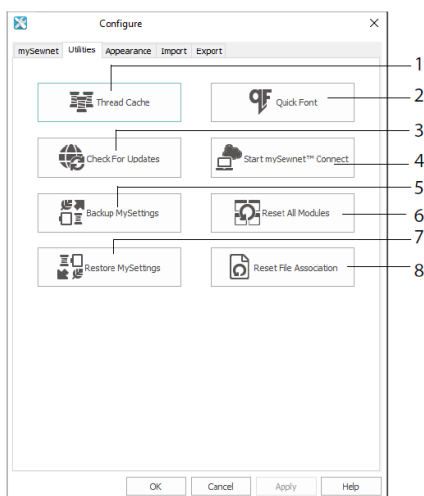 Configure
mySewnet Utilities Appearance Import Export
1
Thread Cache
Quick Font
2
3
Check For Updates
Start mySewnet™ Connect
4
5
Backup MySettings
Reset All Modules
6
7
Restore MySettings
Reset File Association
8
OK Cancel Apply Help